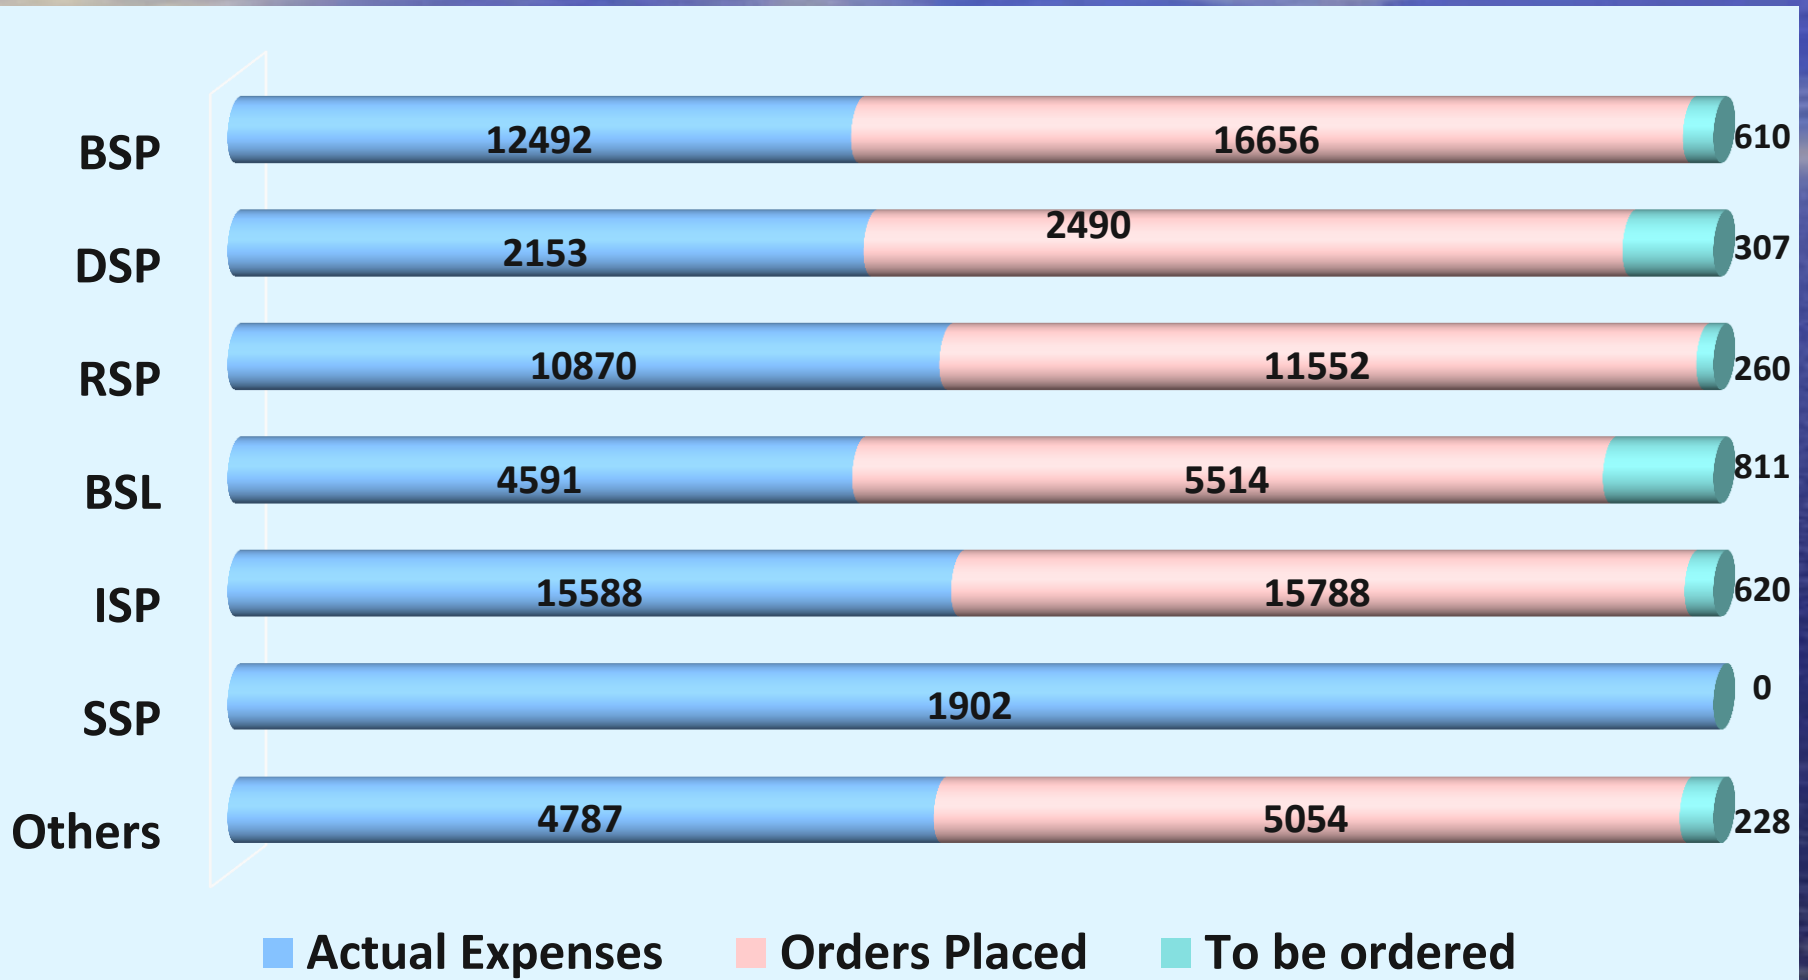 BSP 12492 16656 610
DSP 2153 2490 307
RSP 10870 11552 260
BSL 4591 5514 811
ISP 15588 15788 620
SSP 1902 0
Others 4787 5054 228
Actual Expenses Orders Placed To be ordered